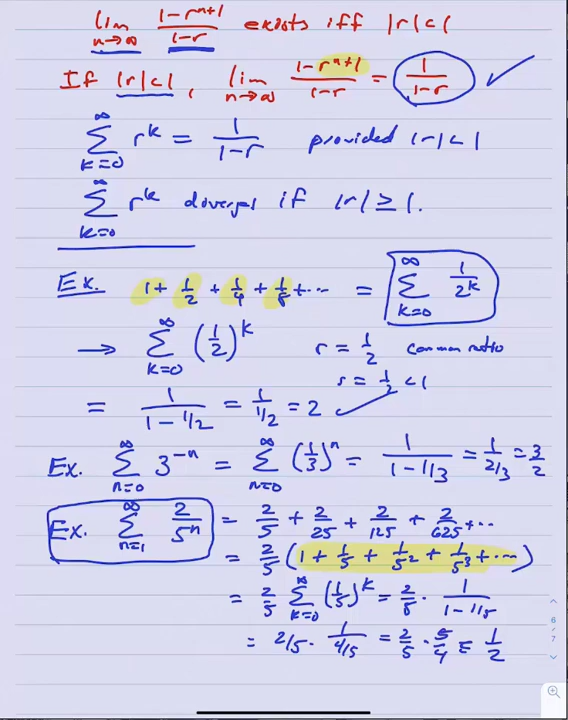 lim n→∞ (1-r^(n+1))/(1-r) exists iff |r|<1
If |r|<1, lim n→∞ (1-r^(n+1))/(1-r) = 1/(1-r) ✓
∞ Σ k=0 r^k = 1/(1-r) provided |r|<1
∞ Σ k=0 r^k diverges if |r| ≥ 1.
Ex. 1 + 1/2 + 1/4 + 1/8 + ... = ∞ Σ k=0 1/2^k
→ ∞ Σ k=0 (1/2)^k r = 1/2 common ratio
r = 1/2 < 1
= 1/(1-1/2) = 1/(1/2) = 2 ✓
Ex. ∞ Σ n=0 3^(-n) = ∞ Σ n=0 (1/3)^n = 1/(1-1/3) = 1/(2/3) = 3/2
Ex. ∞ Σ n=1 2/5^n = 2/5 + 2/25 + 2/125 + 2/625 + ...
= 2/5 (1 + 1/5 + 1/5^2 + 1/5^3 + ...)
= 2/5 ∞ Σ k=0 (1/5)^k = 2/5 · 1/(1-1/5)
= 2/5 · 1/(4/5) = 2/5 · 5/4 = 1/2
6
/
7